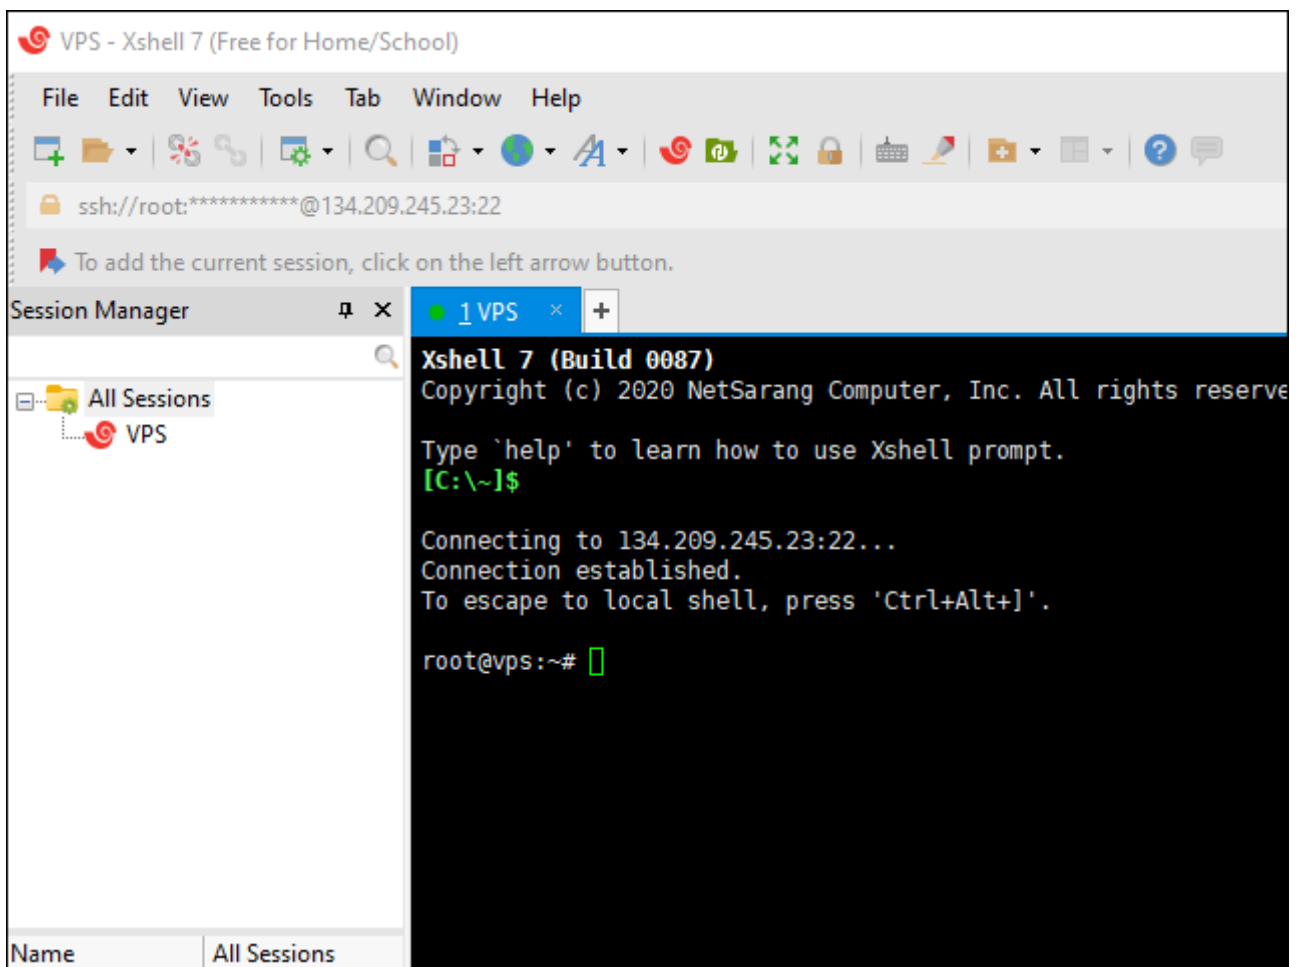 VPS - Xshell 7 (Free for Home/School)
File Edit View Tools Tab Window Help
ssh://root:***********@134.209.245.23:22
To add the current session, click on the left arrow button.
Session Manager
1 VPS
All Sessions
VPS
Xshell 7 (Build 0087)
Copyright (c) 2020 NetSarang Computer, Inc. All rights reserve
Type `help' to learn how to use Xshell prompt.
[C:\~]$
Connecting to 134.209.245.23:22...
Connection established.
To escape to local shell, press 'Ctrl+Alt+]'.
root@vps:~#
Name All Sessions